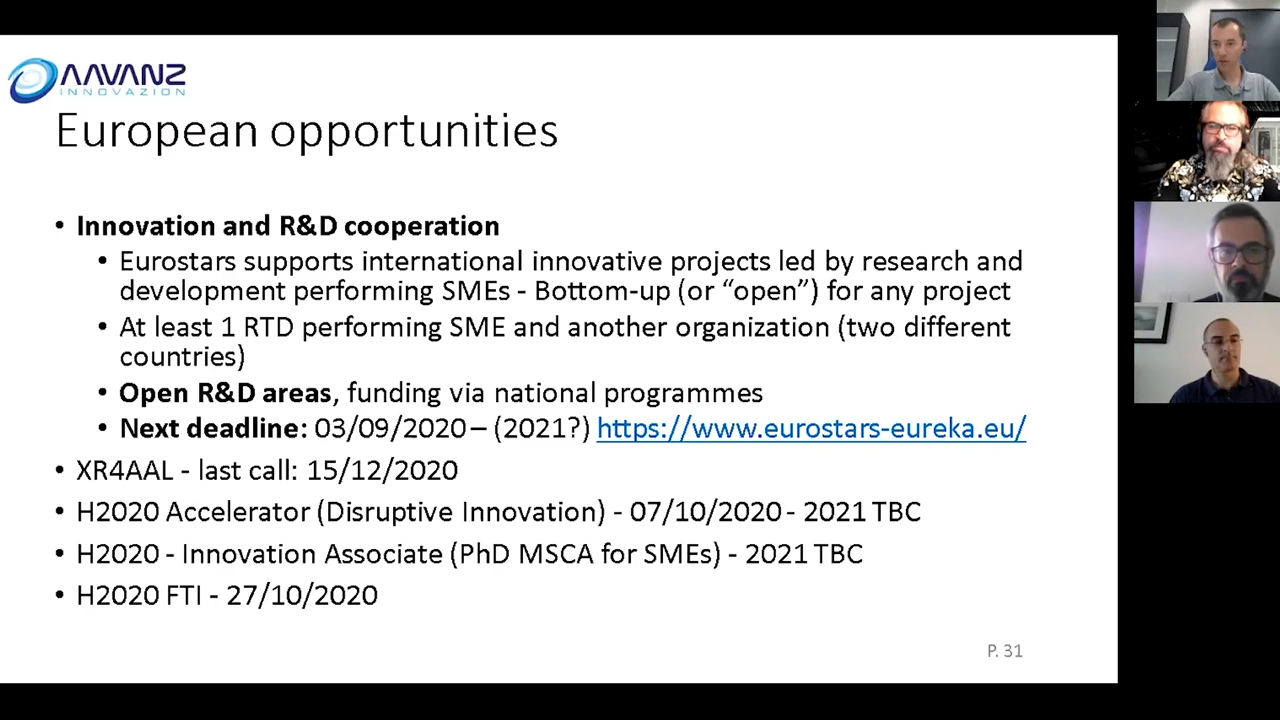 AAVANZ
INNOVAZION
European opportunities
• Innovation and R&D cooperation
• Eurostars supports international innovative projects led by research and
development performing SMEs - Bottom-up (or “open”) for any project
• At least 1 RTD performing SME and another organization (two different
countries)
• Open R&D areas, funding via national programmes
• Next deadline: 03/09/2020 – (2021?) https://www.eurostars-eureka.eu/
• XR4AAL - last call: 15/12/2020
• H2020 Accelerator (Disruptive Innovation) - 07/10/2020 - 2021 TBC
• H2020 - Innovation Associate (PhD MSCA for SMEs) - 2021 TBC
• H2020 FTI - 27/10/2020
P. 31